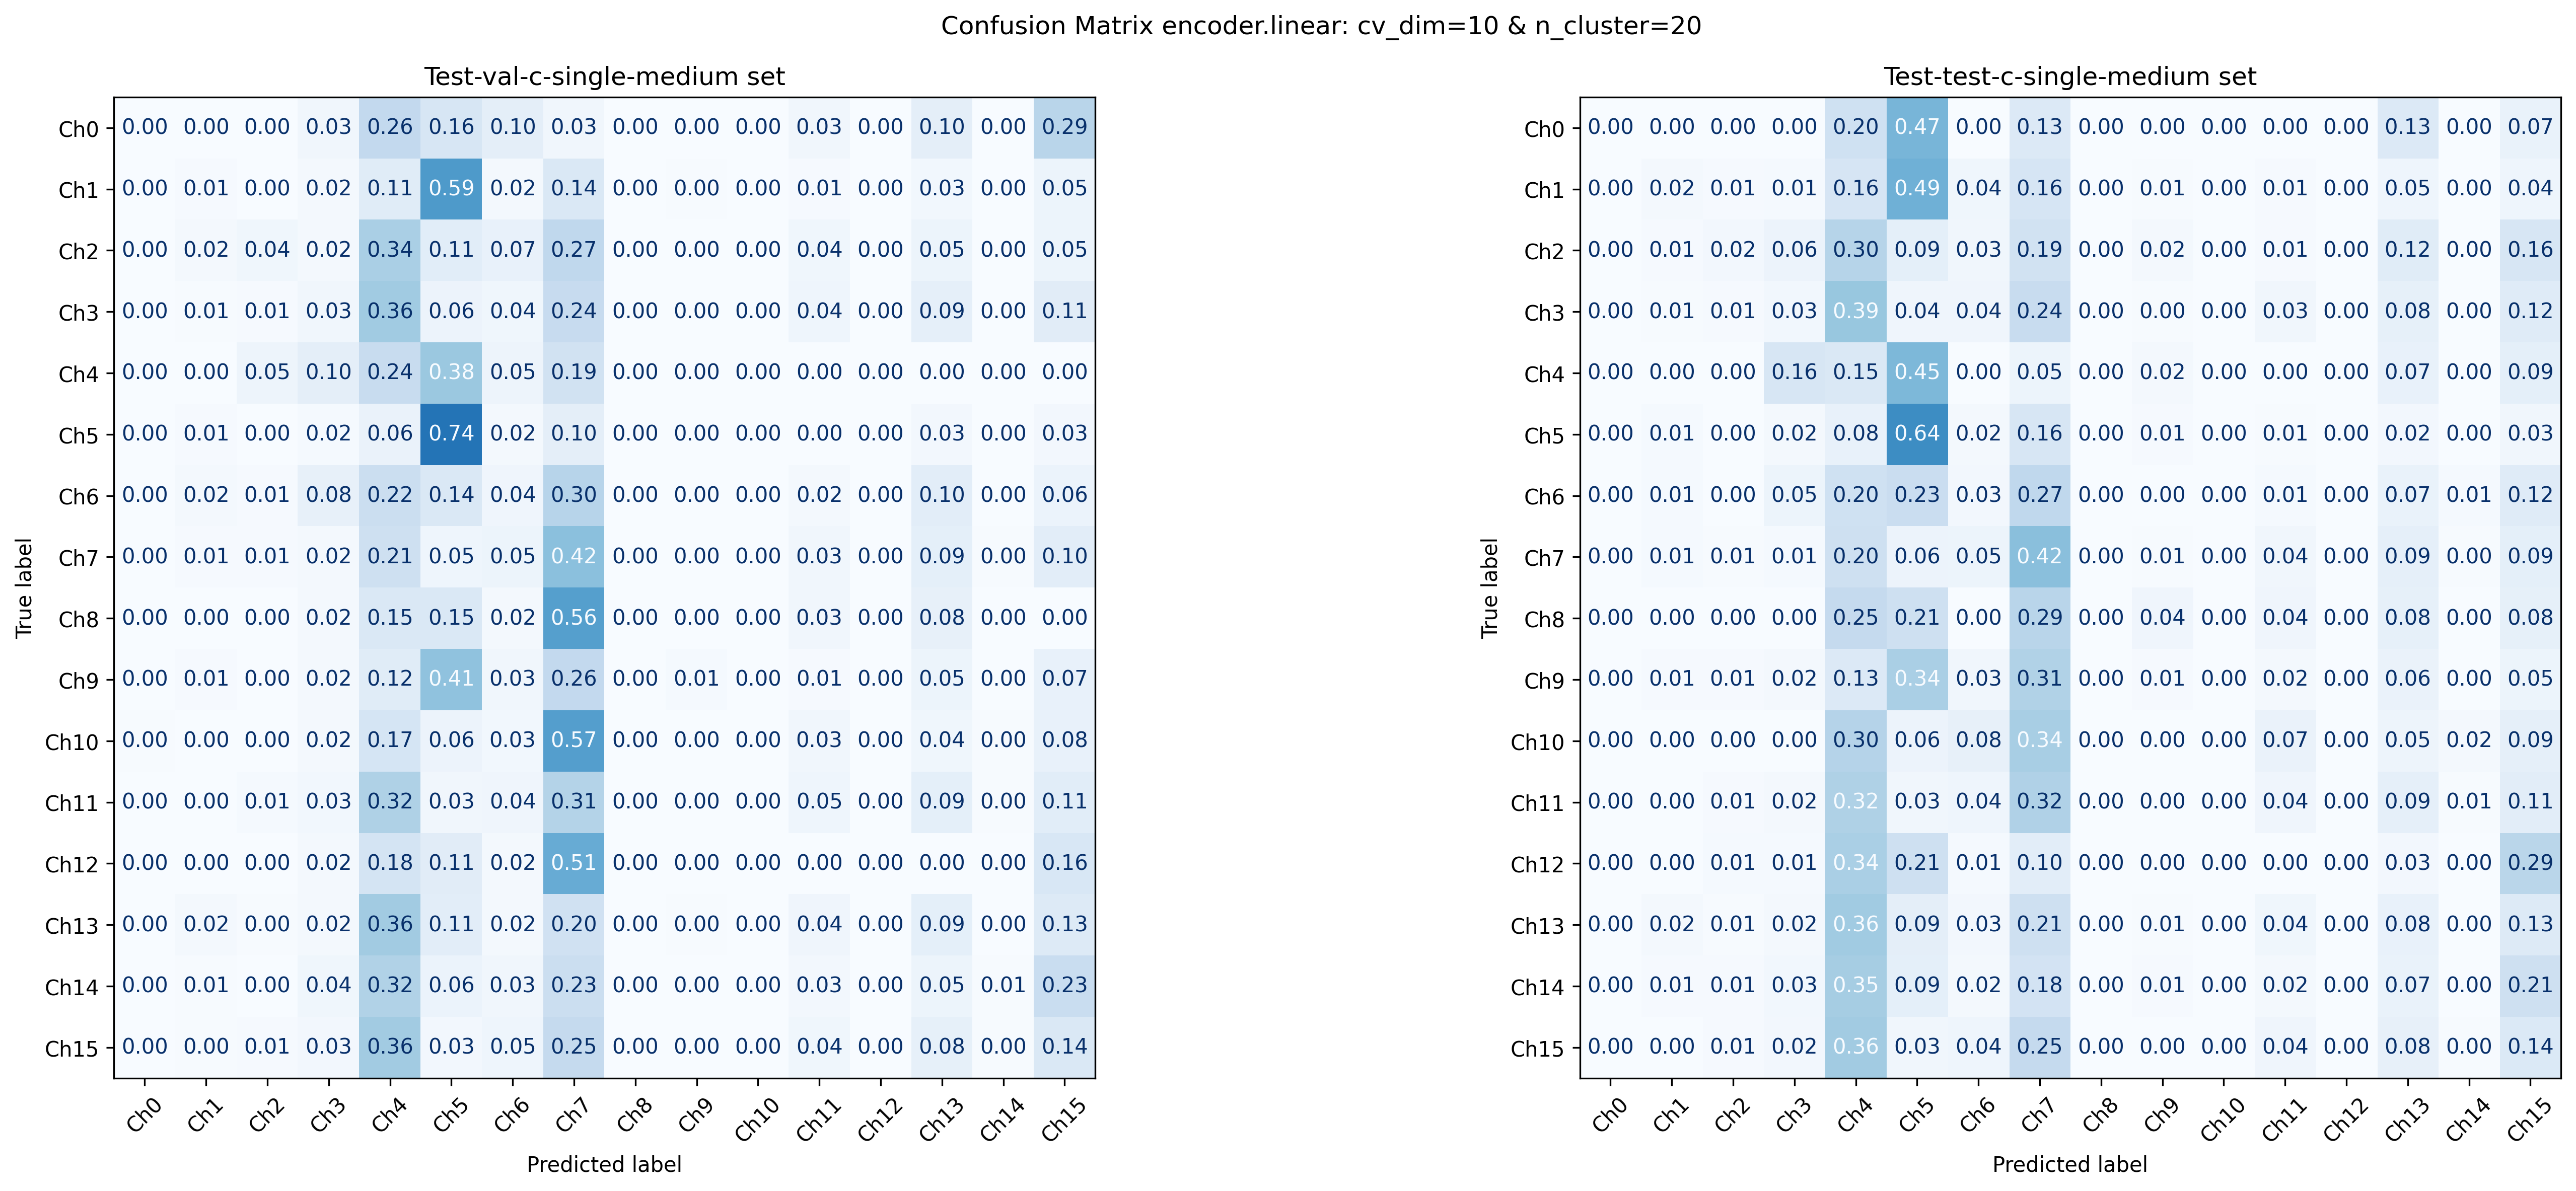 Confusion Matrix encoder.linear: cv_dim=10 & n_cluster=20
Test-val-c-single-medium set
True label
Ch0 0.00 0.00 0.00 0.03 0.26 0.16 0.10 0.03 0.00 0.00 0.00 0.03 0.00 0.10 0.00 0.29
Ch1 0.00 0.01 0.00 0.02 0.11 0.59 0.02 0.14 0.00 0.00 0.00 0.01 0.00 0.03 0.00 0.05
Ch2 0.00 0.02 0.04 0.02 0.34 0.11 0.07 0.27 0.00 0.00 0.00 0.04 0.00 0.05 0.00 0.05
Ch3 0.00 0.01 0.01 0.03 0.36 0.06 0.04 0.24 0.00 0.00 0.00 0.04 0.00 0.09 0.00 0.11
Ch4 0.00 0.00 0.05 0.10 0.24 0.38 0.05 0.19 0.00 0.00 0.00 0.00 0.00 0.00 0.00 0.00
Ch5 0.00 0.01 0.00 0.02 0.06 0.74 0.02 0.10 0.00 0.00 0.00 0.00 0.00 0.03 0.00 0.03
Ch6 0.00 0.02 0.01 0.08 0.22 0.14 0.04 0.30 0.00 0.00 0.00 0.02 0.00 0.10 0.00 0.06
Ch7 0.00 0.01 0.01 0.02 0.21 0.05 0.05 0.42 0.00 0.00 0.00 0.03 0.00 0.09 0.00 0.10
Ch8 0.00 0.00 0.00 0.02 0.15 0.15 0.02 0.56 0.00 0.00 0.00 0.03 0.00 0.08 0.00 0.00
Ch9 0.00 0.01 0.00 0.02 0.12 0.41 0.03 0.26 0.00 0.01 0.00 0.01 0.00 0.05 0.00 0.07
Ch10 0.00 0.00 0.00 0.02 0.17 0.06 0.03 0.57 0.00 0.00 0.00 0.03 0.00 0.04 0.00 0.08
Ch11 0.00 0.00 0.01 0.03 0.32 0.03 0.04 0.31 0.00 0.00 0.00 0.05 0.00 0.09 0.00 0.11
Ch12 0.00 0.00 0.00 0.02 0.18 0.11 0.02 0.51 0.00 0.00 0.00 0.00 0.00 0.00 0.00 0.16
Ch13 0.00 0.02 0.00 0.02 0.36 0.11 0.02 0.20 0.00 0.00 0.00 0.04 0.00 0.09 0.00 0.13
Ch14 0.00 0.01 0.00 0.04 0.32 0.06 0.03 0.23 0.00 0.00 0.00 0.03 0.00 0.05 0.01 0.23
Ch15 0.00 0.00 0.01 0.03 0.36 0.03 0.05 0.25 0.00 0.00 0.00 0.04 0.00 0.08 0.00 0.14
Ch0 Ch1 Ch2 Ch3 Ch4 Ch5 Ch6 Ch7 Ch8 Ch9 Ch10 Ch11 Ch12 Ch13 Ch14 Ch15
Predicted label
Test-test-c-single-medium set
True label
Ch0 0.00 0.00 0.00 0.00 0.20 0.47 0.00 0.13 0.00 0.00 0.00 0.00 0.00 0.13 0.00 0.07
Ch1 0.00 0.02 0.01 0.01 0.16 0.49 0.04 0.16 0.00 0.01 0.00 0.01 0.00 0.05 0.00 0.04
Ch2 0.00 0.01 0.02 0.06 0.30 0.09 0.03 0.19 0.00 0.02 0.00 0.01 0.00 0.12 0.00 0.16
Ch3 0.00 0.01 0.01 0.03 0.39 0.04 0.04 0.24 0.00 0.00 0.00 0.03 0.00 0.08 0.00 0.12
Ch4 0.00 0.00 0.00 0.16 0.15 0.45 0.00 0.05 0.00 0.02 0.00 0.00 0.00 0.07 0.00 0.09
Ch5 0.00 0.01 0.00 0.02 0.08 0.64 0.02 0.16 0.00 0.01 0.00 0.01 0.00 0.02 0.00 0.03
Ch6 0.00 0.01 0.00 0.05 0.20 0.23 0.03 0.27 0.00 0.00 0.00 0.01 0.00 0.07 0.01 0.12
Ch7 0.00 0.01 0.01 0.01 0.20 0.06 0.05 0.42 0.00 0.01 0.00 0.04 0.00 0.09 0.00 0.09
Ch8 0.00 0.00 0.00 0.00 0.25 0.21 0.00 0.29 0.00 0.04 0.00 0.04 0.00 0.08 0.00 0.08
Ch9 0.00 0.01 0.01 0.02 0.13 0.34 0.03 0.31 0.00 0.01 0.00 0.02 0.00 0.06 0.00 0.05
Ch10 0.00 0.00 0.00 0.00 0.30 0.06 0.08 0.34 0.00 0.00 0.00 0.07 0.00 0.05 0.02 0.09
Ch11 0.00 0.00 0.01 0.02 0.32 0.03 0.04 0.32 0.00 0.00 0.00 0.04 0.00 0.09 0.01 0.11
Ch12 0.00 0.00 0.01 0.01 0.34 0.21 0.01 0.10 0.00 0.00 0.00 0.00 0.00 0.03 0.00 0.29
Ch13 0.00 0.02 0.01 0.02 0.36 0.09 0.03 0.21 0.00 0.01 0.00 0.04 0.00 0.08 0.00 0.13
Ch14 0.00 0.01 0.01 0.03 0.35 0.09 0.02 0.18 0.00 0.01 0.00 0.02 0.00 0.07 0.00 0.21
Ch15 0.00 0.00 0.01 0.02 0.36 0.03 0.04 0.25 0.00 0.00 0.00 0.04 0.00 0.08 0.00 0.14
Ch0 Ch1 Ch2 Ch3 Ch4 Ch5 Ch6 Ch7 Ch8 Ch9 Ch10 Ch11 Ch12 Ch13 Ch14 Ch15
Predicted label